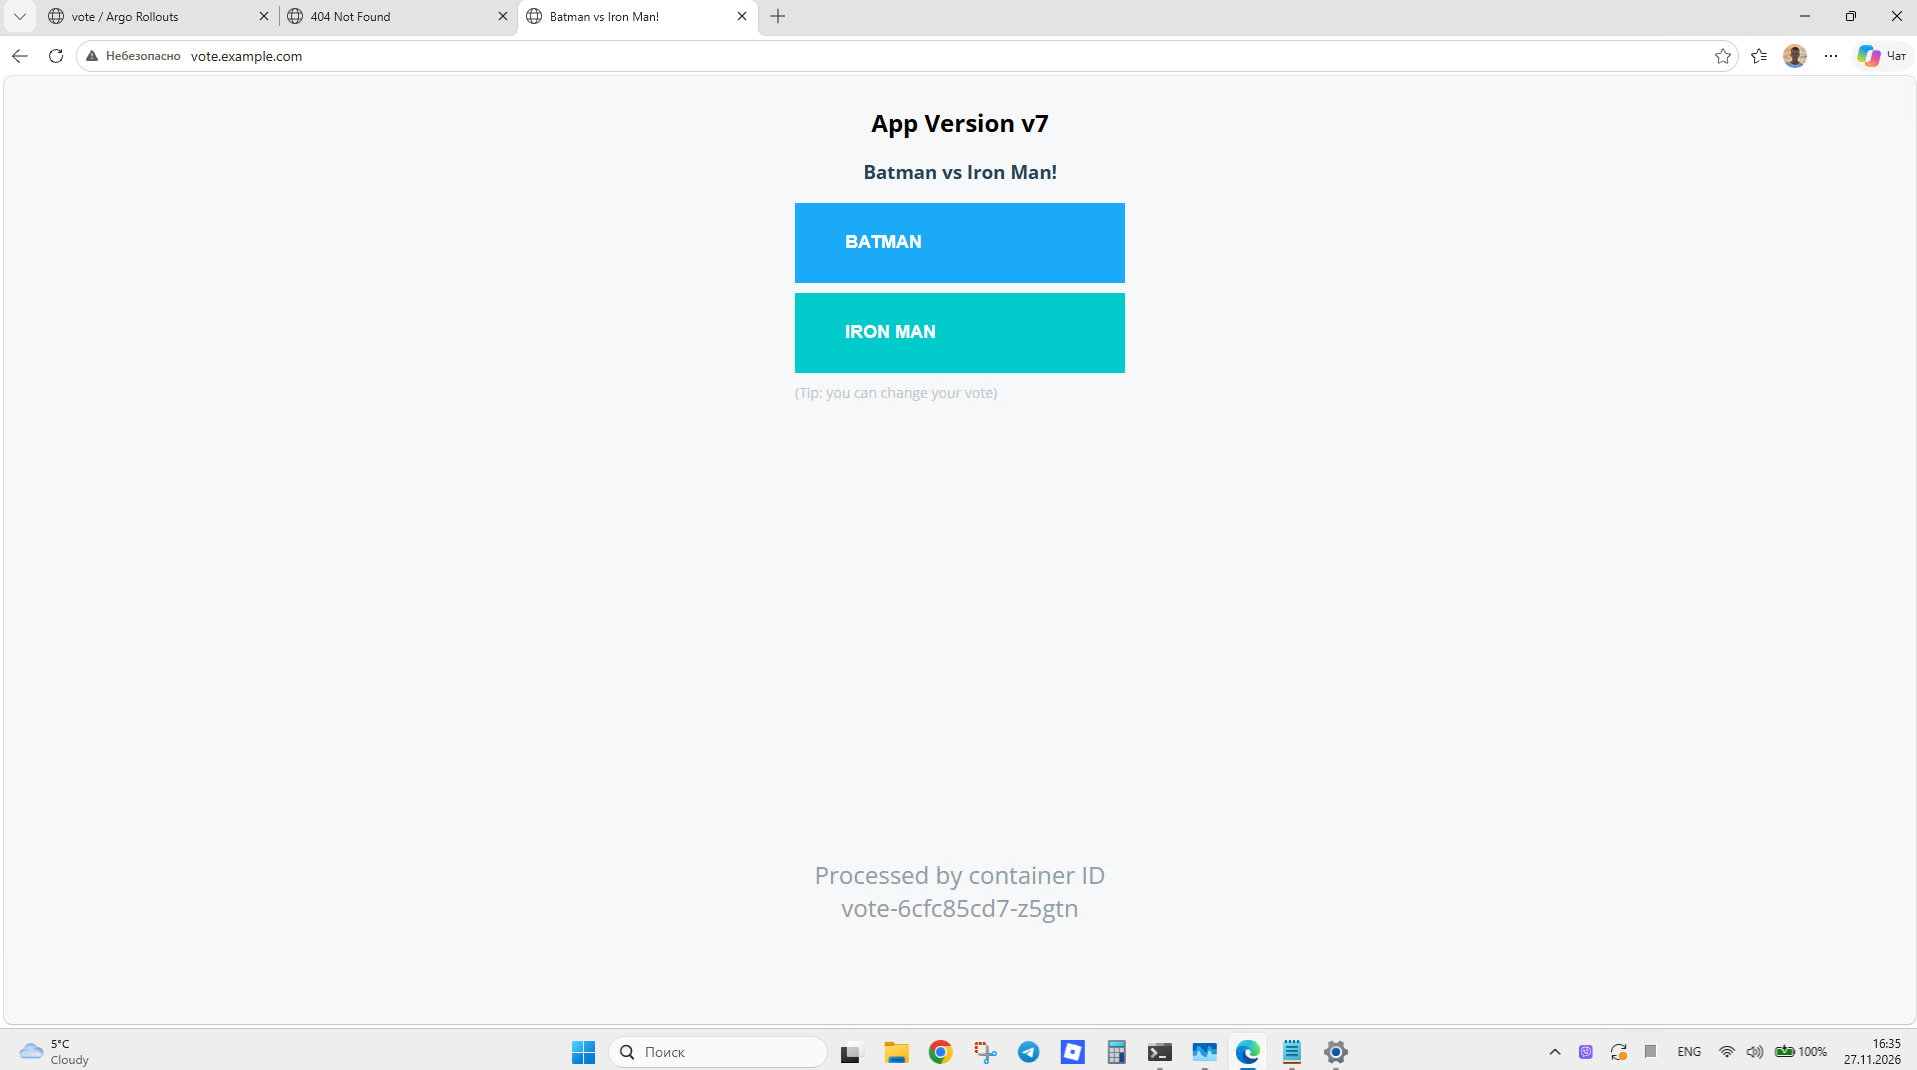 vote / Argo Rollouts
404 Not Found
Batman vs Iron Man!
Небезопасно vote.example.com
Чат
App Version v7
Batman vs Iron Man!
BATMAN
IRON MAN
(Tip: you can change your vote)
Processed by container ID
vote-6cfc85cd7-z5gtn
5°C
Cloudy
Поиск
ENG
100%
16:35
27.11.2026